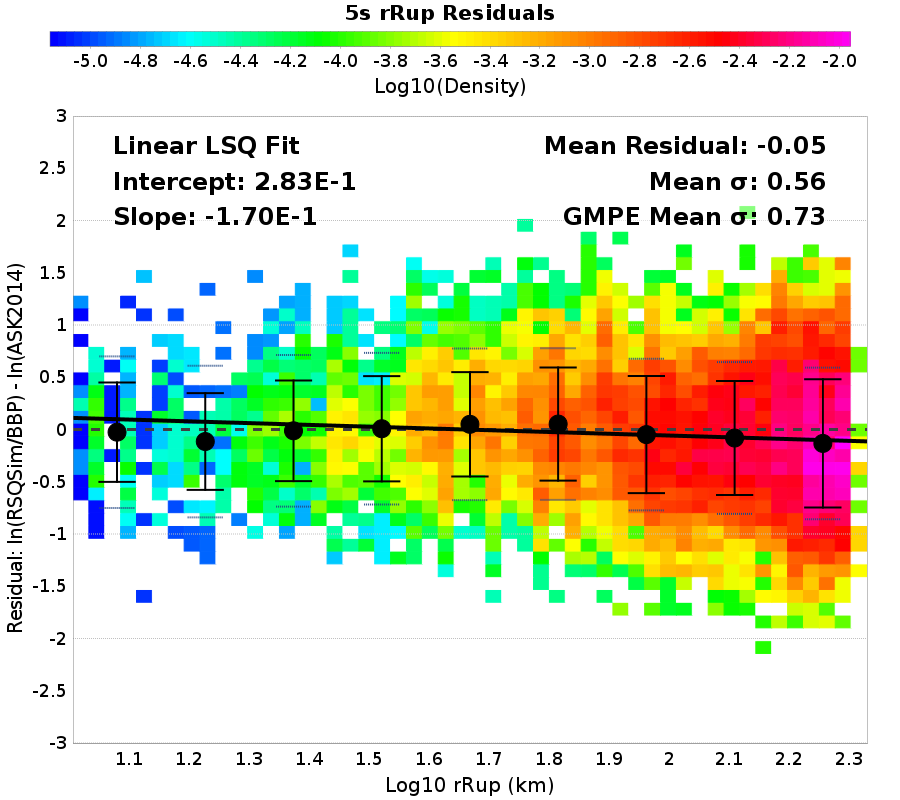 5s rRup Residuals
-5.0 -4.8 -4.6 -4.4 -4.2 -4.0 -3.8 -3.6 -3.4 -3.2 -3.0 -2.8 -2.6 -2.4 -2.2 -2.0
Log10(Density)
Linear LSQ Fit
Intercept: 2.83E-1
Slope: -1.70E-1
Mean Residual: -0.05
Mean σ: 0.56
GMPE Mean σ: 0.73
Residual: ln(RSQSim/BBP) - ln(ASK2014)
3
2.5
2
1.5
1
0.5
0
-0.5
-1
-1.5
-2
-2.5
-3
1.1 1.2 1.3 1.4 1.5 1.6 1.7 1.8 1.9 2 2.1 2.2 2.3
Log10 rRup (km)